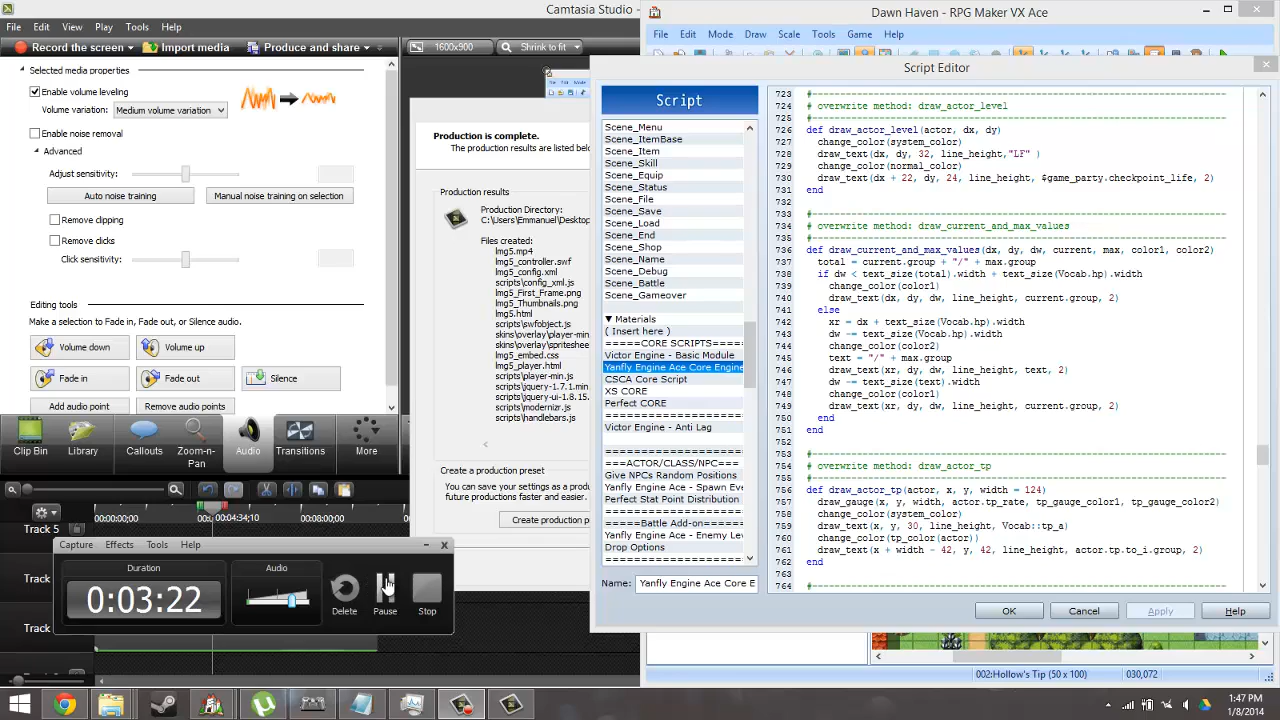 Camtasia Studio
File Edit View Play Tools Help
Record the screen Import media Produce and share
1600x900 Shrink to fit
Selected media properties
Enable volume leveling
Volume variation: Medium volume variation
Enable noise removal
Advanced
Adjust sensitivity:
Auto noise training Manual noise training on selection
Remove clipping
Remove clicks
Click sensitivity:
Editing tools
Make a selection to Fade in, Fade out, or Silence audio.
Volume down Volume up
Fade in Fade out Silence
Add audio point Remove audio points
Clip Bin Library Callouts Zoom-n-Pan Audio Transitions More
00:00:00;00 00:04:34;10 00:08:00;00
Track 5
Track
Track
Capture Effects Tools Help
Duration Audio
0:03:22
Delete Pause Stop
Production is complete.
The production results are listed belo
Production results
Production Directory:
C:\Users\Emmanuel\Desktop
Files created:
lmg5.mp4
lmg5_controller.swf
lmg5_config.xml
scripts\config_xml.js
lmg5_First_Frame.png
lmg5_Thumbnails.png
lmg5.html
scripts\swfobject.js
skins\overlay\player-min
skins\overlay\spritesheet
lmg5_embed.css
lmg5_player.html
scripts\player-min.js
scripts\jquery-1.7.1.min.
scripts\jquery-ui-1.8.15.
scripts\modernizr.js
scripts\handlebars.js
Create a production preset
You can save your settings as a produ
future productions faster and easier.
Create production p
Dawn Haven - RPG Maker VX Ace
File Edit Mode Draw Scale Tools Game Help
Script Editor
Script
Scene_Menu
Scene_ItemBase
Scene_Item
Scene_Skill
Scene_Equip
Scene_Status
Scene_File
Scene_Save
Scene_Load
Scene_End
Scene_Shop
Scene_Name
Scene_Debug
Scene_Battle
Scene_Gameover
▼ Materials
( Insert here )
=====CORE SCRIPTS=====
Victor Engine - Basic Module
Yanfly Engine Ace Core Engine
CSCA Core Script
XS CORE
Perfect CORE
Victor Engine - Anti Lag
===ACTOR/CLASS/NPC===
Give NPCs Random Positions
Yanfly Engine Ace - Spawn Eve
Perfect Stat Point Distribution
=====Battle Add-on=====
Yanfly Engine Ace - Enemy Lev
Drop Options
Name: Yanfly Engine Ace Core E
723 #--------------------------------------------------------------------------
724 # overwrite method: draw_actor_level
725 #--------------------------------------------------------------------------
726 def draw_actor_level(actor, dx, dy)
727 change_color(system_color)
728 draw_text(dx, dy, 32, line_height,"LF" )
729 change_color(normal_color)
730 draw_text(dx + 22, dy, 24, line_height, $game_party.checkpoint_life, 2)
731 end
732
733 #--------------------------------------------------------------------------
734 # overwrite method: draw_current_and_max_values
735 #--------------------------------------------------------------------------
736 def draw_current_and_max_values(dx, dy, dw, current, max, color1, color2)
737 total = current.group + "/" + max.group
738 if dw < text_size(total).width + text_size(Vocab.hp).width
739 change_color(color1)
740 draw_text(dx, dy, dw, line_height, current.group, 2)
741 else
742 xr = dx + text_size(Vocab.hp).width
743 dw -= text_size(Vocab.hp).width
744 change_color(color2)
745 text = "/" + max.group
746 draw_text(xr, dy, dw, line_height, text, 2)
747 dw -= text_size(text).width
748 change_color(color1)
749 draw_text(xr, dy, dw, line_height, current.group, 2)
750 end
751 end
752
753 #--------------------------------------------------------------------------
754 # overwrite method: draw_actor_tp
755 #--------------------------------------------------------------------------
756 def draw_actor_tp(actor, x, y, width = 124)
757 draw_gauge(x, y, width, actor.tp_rate, tp_gauge_color1, tp_gauge_color2)
758 change_color(system_color)
759 draw_text(x, y, 30, line_height, Vocab::tp_a)
760 change_color(tp_color(actor))
761 draw_text(x + width - 42, y, 42, line_height, actor.tp.to_i.group, 2)
762 end
763
764 #--------------------------------------------------------------------------
OK Cancel Apply Help
002:Hollow's Tip (50 x 100) 030,072
1:47 PM
1/8/2014